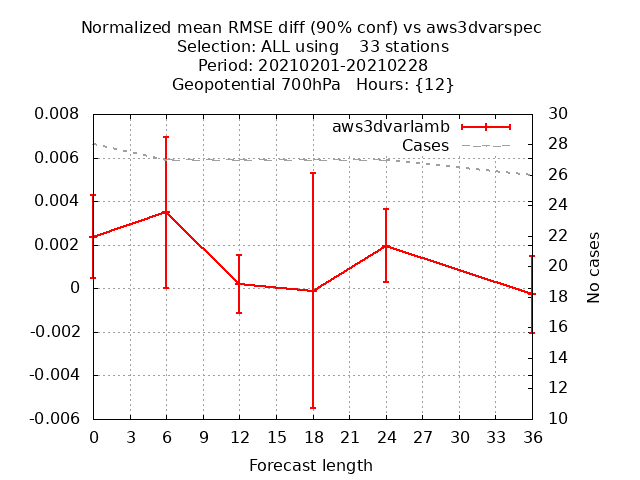 Normalized mean RMSE diff (90% conf) vs aws3dvarspec
Selection: ALL using    33 stations
Period: 20210201-20210228
Geopotential 700hPa   Hours: {12}
aws3dvarlamb
Cases
0.008
0.006
0.004
0.002
0
-0.002
-0.004
-0.006
30
28
26
24
22
20
18
16
14
12
10
No cases
0 3 6 9 12 15 18 21 24 27 30 33 36
Forecast length